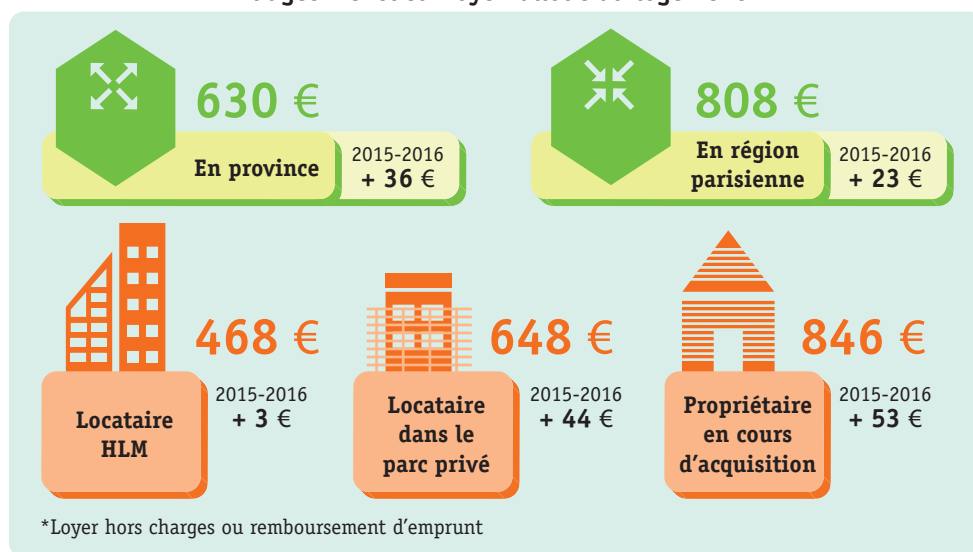 630 €
En province
2015-2016
+ 36 €
808 €
En région
parisienne
2015-2016
+ 23 €
468 €
Locataire
HLM
2015-2016
+ 3 €
648 €
Locataire
dans le
parc privé
2015-2016
+ 44 €
846 €
Propriétaire
en cours
d’acquisition
2015-2016
+ 53 €
*Loyer hors charges ou remboursement d’emprunt